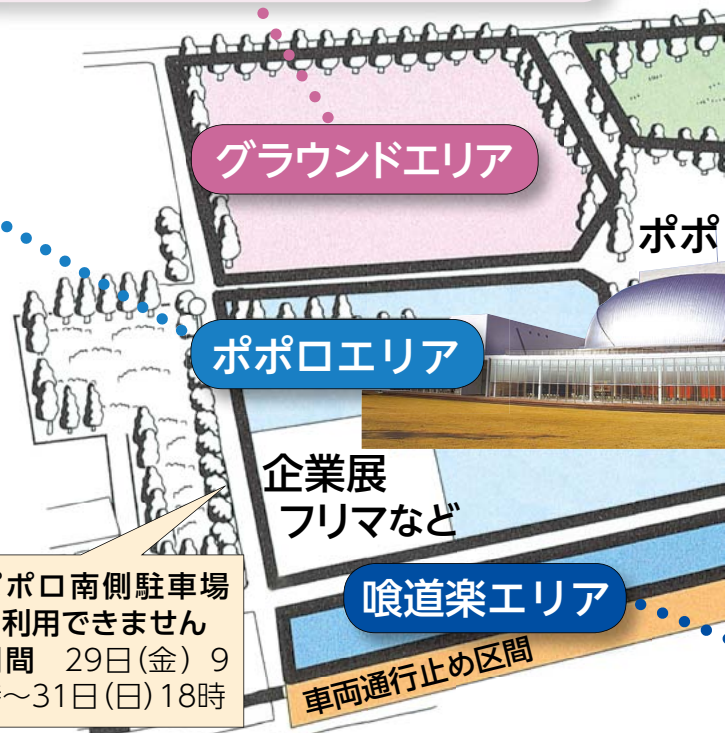 グラウンドエリア
ポポ
ポポロエリア
企業展
フリマなど
ポポロ南側駐車場
利用できません
期間　29日(金) 9
時～31日(日)18時
喰道楽エリア
車両通行止め区間